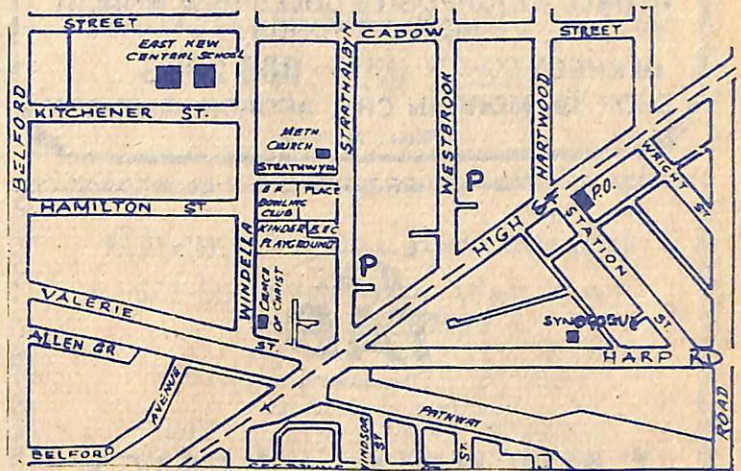 STREET
CADOW
STREET
EAST KEW
CENTRAL SCHOOL
BELFORD
KITCHENER ST.
STRATHALBYN
WESTBROOK
HARTWOOD
METH
CHURCH
P
P.O.
WRIGHT
ST
HAMILTON ST.
PLACE
BOWLING
CLUB
KINDER
PLAYGROUND
HIGH
STATION
ST.
WINDELLA
P
CHURCH
OF CHRIST
VALERIE
ST.
SYNAGOGUE
ALLEN GR
HARP RD
AVENUE
PATHWAY
ROAD
BELFORD
WINDSOR
ST
ST.